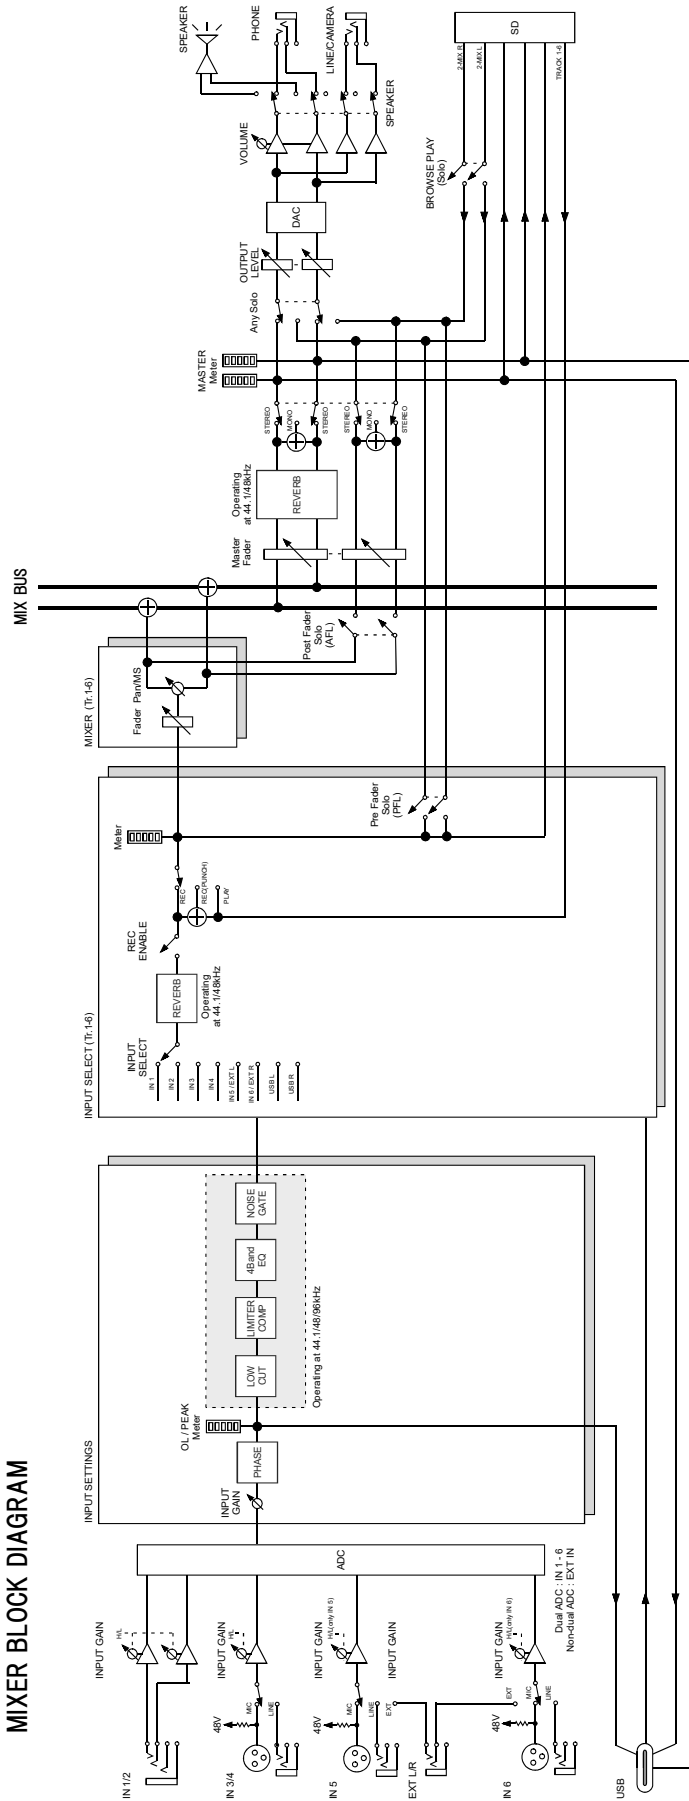 MIXER BLOCK DIAGRAM
IN 1/2
IN 3/4
IN 5
EXT L/R
IN 6
USB
INPUT GAIN
H/L
48V
MIC
LINE
INPUT GAIN
H/L
48V
MIC
LINE
EXT
INPUT GAIN
H/L(only IN 5)
INPUT GAIN
48V
EXT
MIC
LINE
INPUT GAIN
H/L(only IN 6)
ADC
Dual ADC : IN 1 - 6
Non-dual ADC : EXT IN
INPUT SETTINGS
INPUT
GAIN
PHASE
OL / PEAK
Meter
LOW
CUT
LIMITER
COMP
4Band
EQ
NOISE
GATE
Operating at 44.1/48/96kHz
INPUT SELECT (Tr.1-6)
IN 1
IN 2
IN 3
IN 4
IN 5 / EXT L
IN 6 / EXT R
USB L
USB R
INPUT
SELECT
REVERB
Operating
at 44.1/48kHz
REC
ENABLE
REC
REC(PUNCH)
PLAY
Meter
Pre Fader
Solo
(PFL)
MIXER (Tr.1-6)
Fader
Pan/MS
Post Fader
Solo
(AFL)
MIX BUS
Master
Fader
Operating
at 44.1/48kHz
REVERB
STEREO
MONO
STEREO
STEREO
MONO
STEREO
MASTER
Meter
Any Solo
OUTPUT
LEVEL
DAC
VOLUME
BROWSE PLAY
(Solo)
SPEAKER
SPEAKER
PHONE
LINE/CAMERA
2-MIX R
2-MIX L
TRACK 1-6
SD